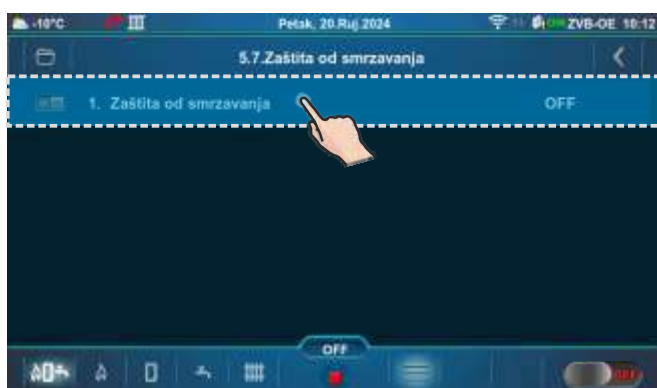 -10°C Petak, 20.Ruj.2024 ZVB-OE 10:12
5.7.Zaštita od smrzavanja
1. Zaštita od smrzavanja OFF
OFF
OFF